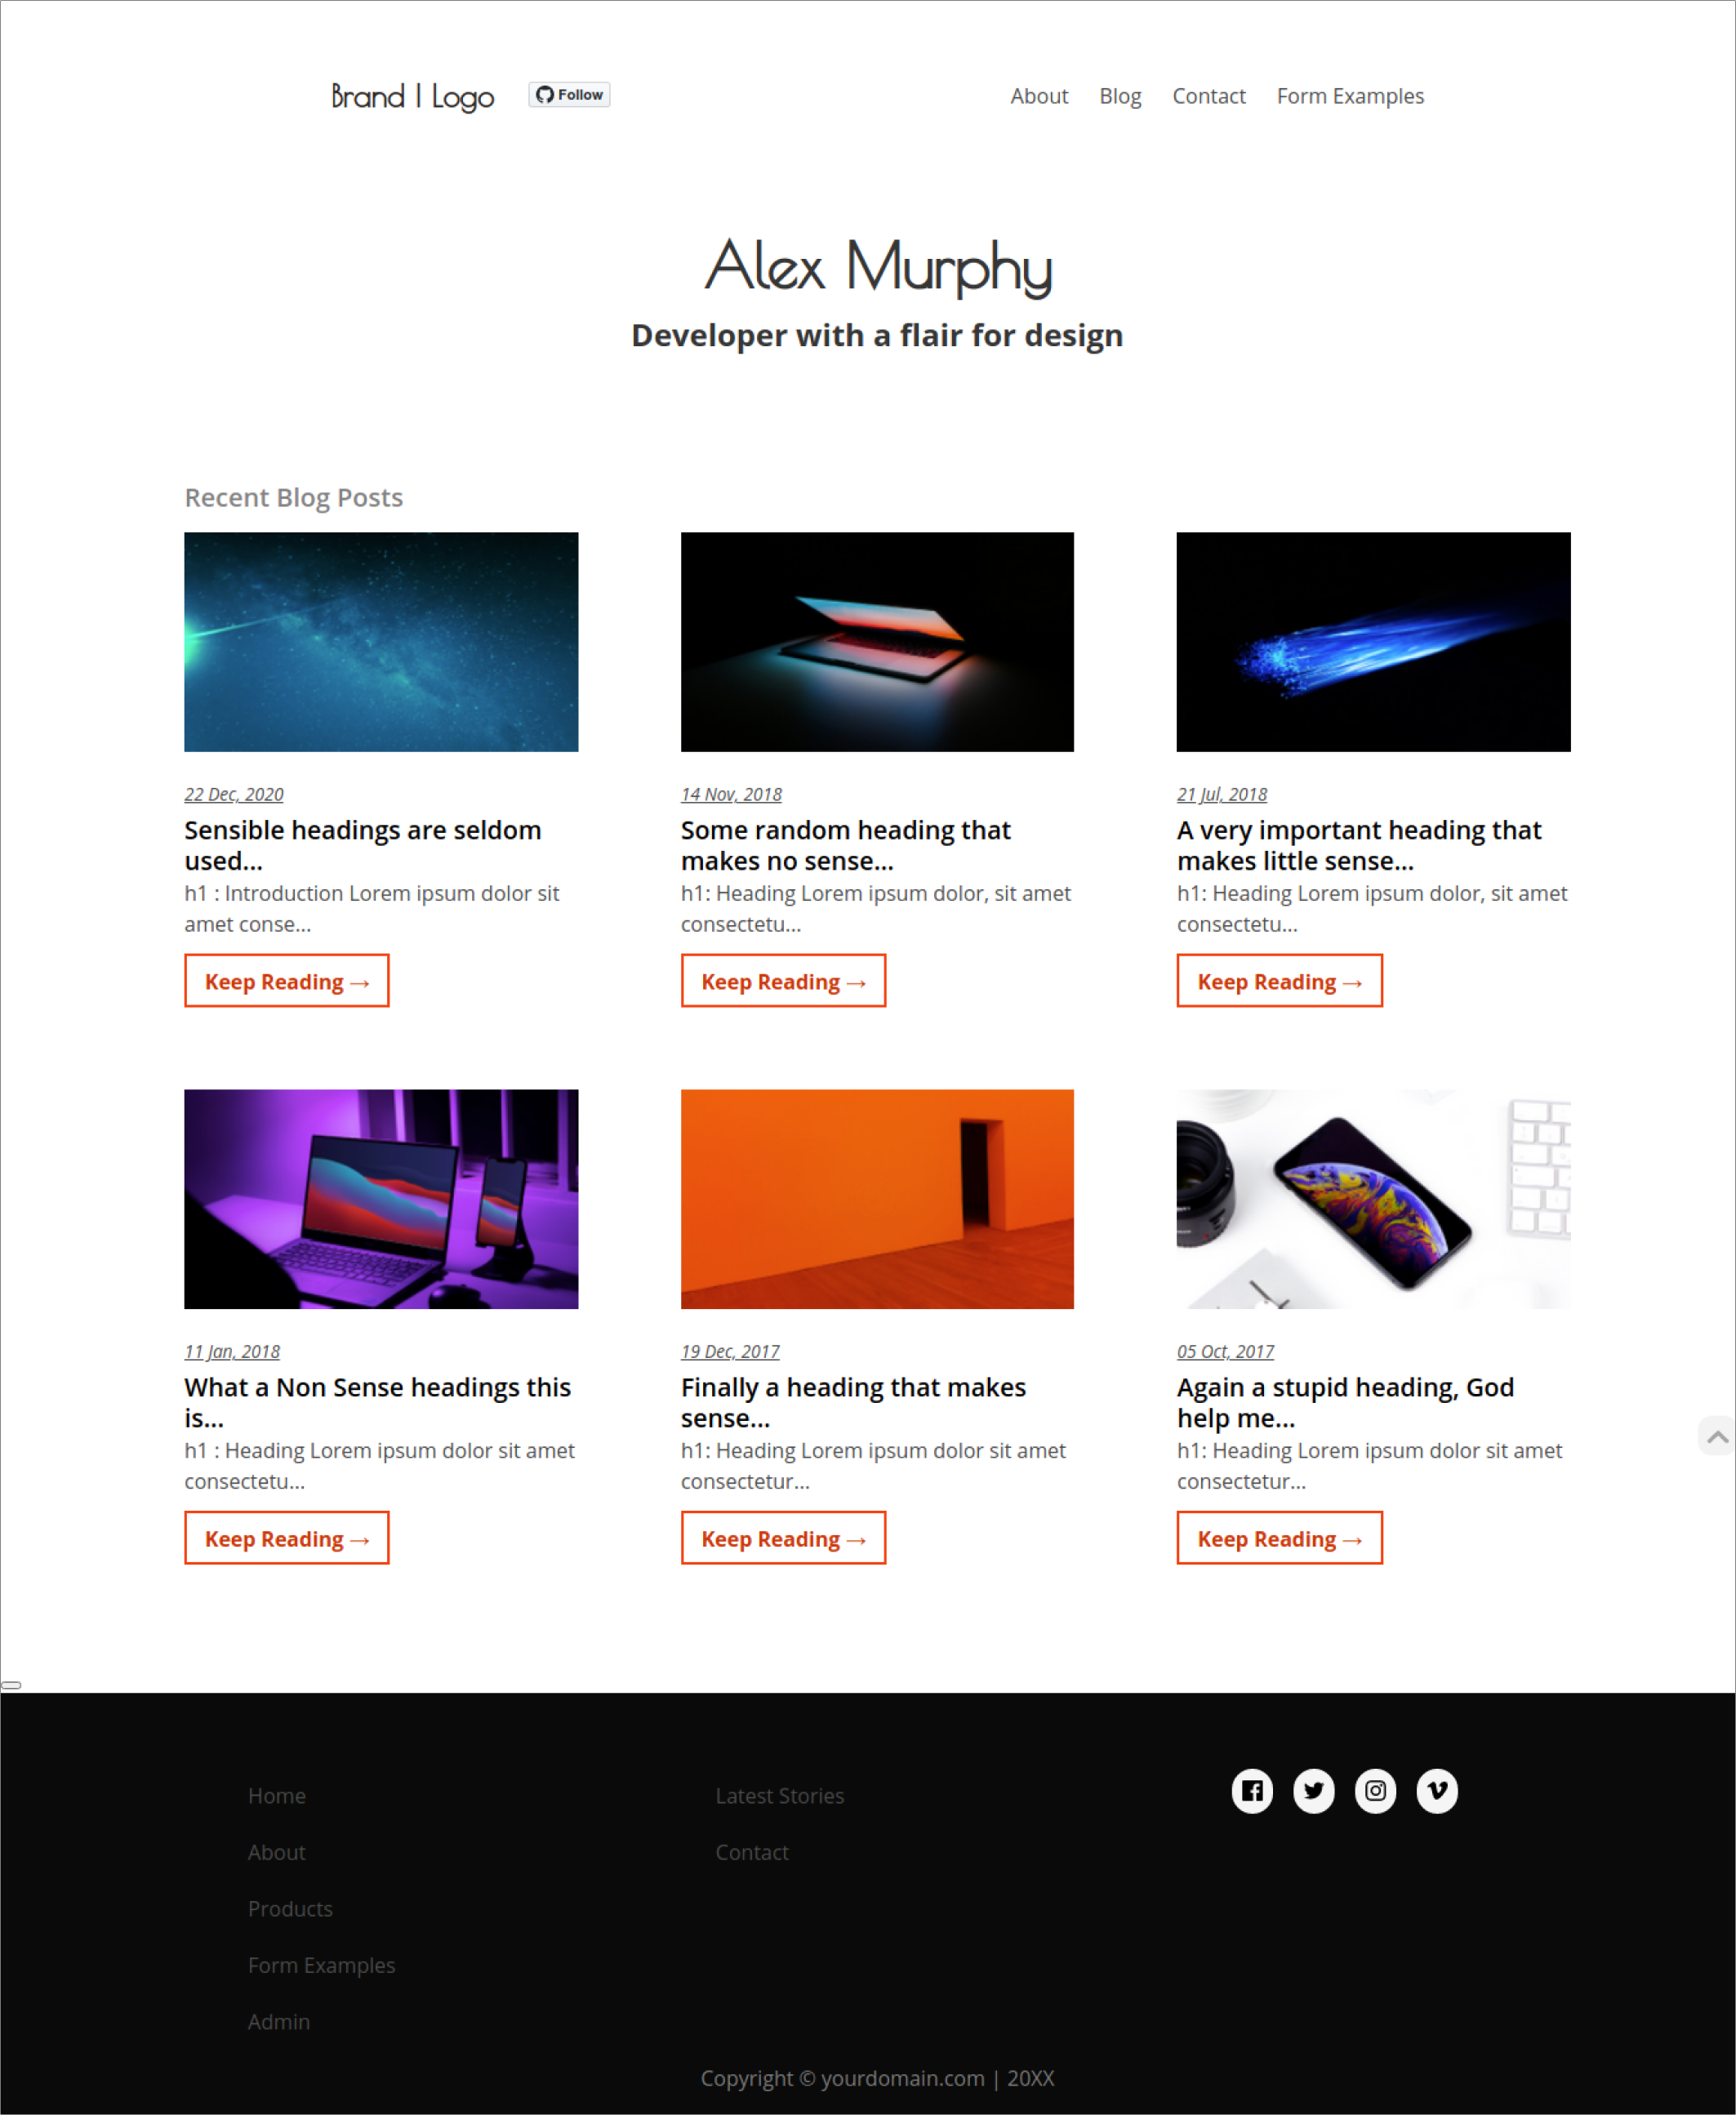 Brand | Logo
Follow
About Blog Contact Form Examples
Alex Murphy
Developer with a flair for design
Recent Blog Posts
22 Dec, 2020
Sensible headings are seldom
used...
h1 : Introduction Lorem ipsum dolor sit
amet conse...
Keep Reading →
14 Nov, 2018
Some random heading that
makes no sense...
h1: Heading Lorem ipsum dolor, sit amet
consectetu...
Keep Reading →
21 Jul, 2018
A very important heading that
makes little sense...
h1: Heading Lorem ipsum dolor, sit amet
consectetu...
Keep Reading →
11 Jan, 2018
What a Non Sense headings this
is...
h1 : Heading Lorem ipsum dolor sit amet
consectetu...
Keep Reading →
19 Dec, 2017
Finally a heading that makes
sense...
h1: Heading Lorem ipsum dolor sit amet
consectetur...
Keep Reading →
05 Oct, 2017
Again a stupid heading, God
help me...
h1: Heading Lorem ipsum dolor sit amet
consectetur...
Keep Reading →
Home
About
Products
Form Examples
Admin
Latest Stories
Contact
Copyright © yourdomain.com | 20XX